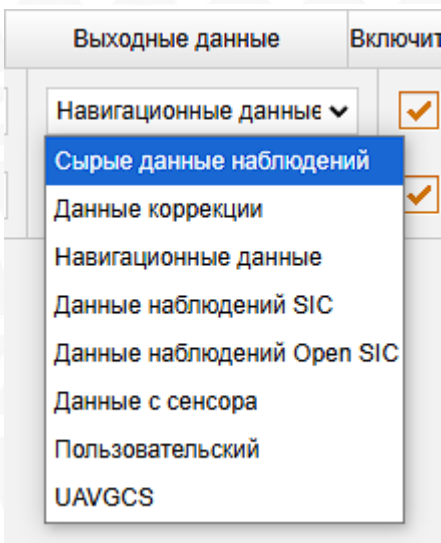 Выходные данные Включит
Навигационные данные
Сырые данные наблюдений
Данные коррекции
Навигационные данные
Данные наблюдений SIC
Данные наблюдений Open SIC
Данные с сенсора
Пользовательский
UAVGCS